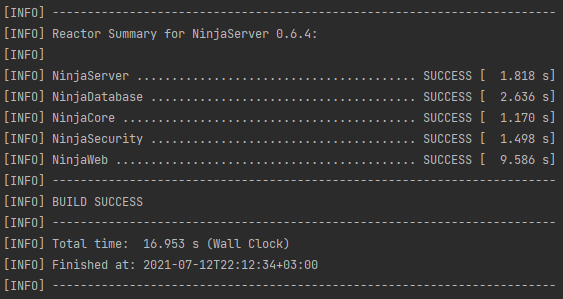 [INFO] ------------------------------------------------------------------------
[INFO] Reactor Summary for NinjaServer 0.6.4:
[INFO]
[INFO] NinjaServer ........................................ SUCCESS [  1.818 s]
[INFO] NinjaDatabase ...................................... SUCCESS [  2.636 s]
[INFO] NinjaCore .......................................... SUCCESS [  1.170 s]
[INFO] NinjaSecurity ...................................... SUCCESS [  1.498 s]
[INFO] NinjaWeb ........................................... SUCCESS [  9.586 s]
[INFO] ------------------------------------------------------------------------
[INFO] BUILD SUCCESS
[INFO] ------------------------------------------------------------------------
[INFO] Total time:  16.953 s (Wall Clock)
[INFO] Finished at: 2021-07-12T22:12:34+03:00
[INFO] ------------------------------------------------------------------------